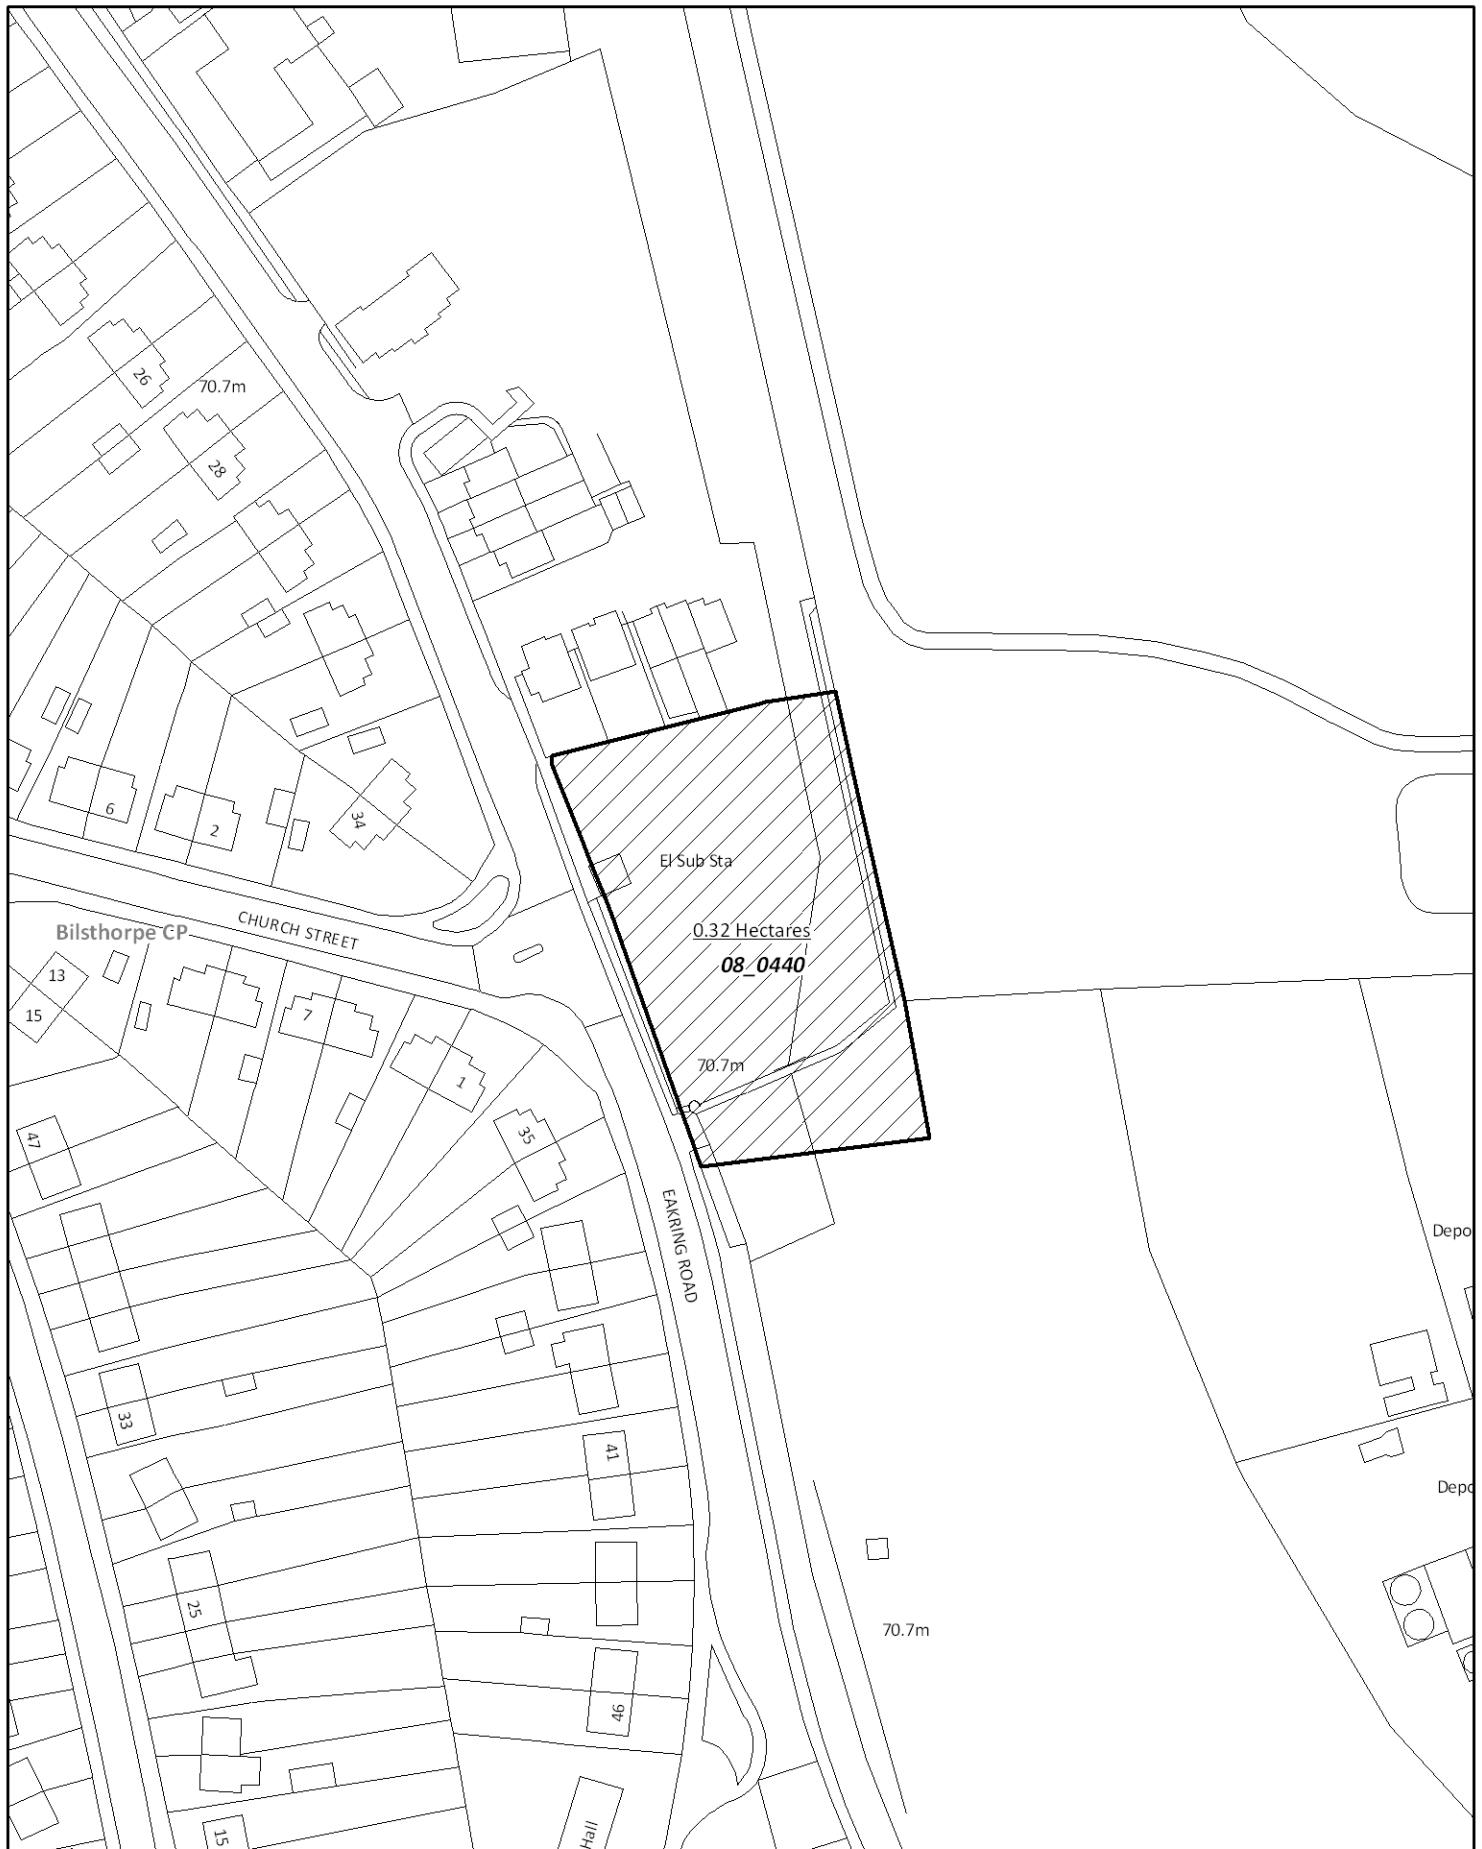 26
70.7m
28
6
2
34
El Sub Sta
CHURCH STREET
Bilsthorpe CP
0.32 Hectares
08_0440
13
15
7
70.7m
1
35
47
EAKRING ROAD
Depo
33
41
Depo
25
70.7m
46
15
Hall